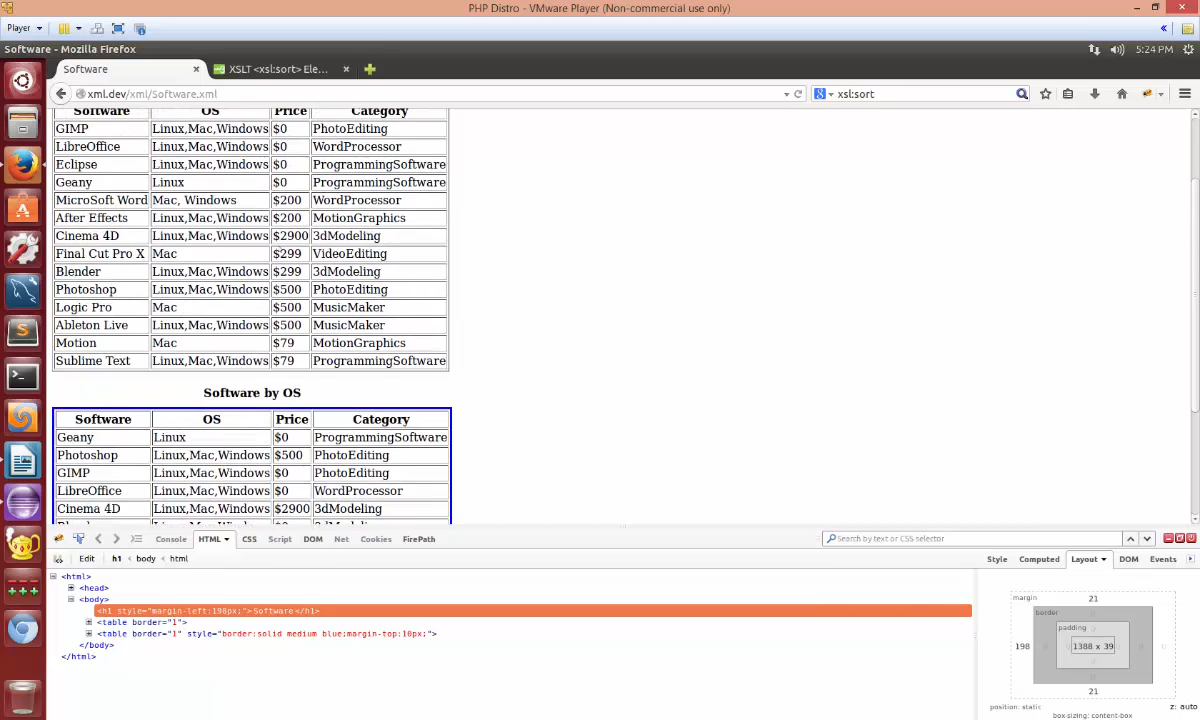 PHP Distro - VMware Player (Non-commercial use only)
Player
Software - Mozilla Firefox
5:24 PM
Software
XSLT <xsl:sort> Ele...
xml.dev/xml/Software.xml
xsl:sort
Software OS Price Category
GIMP Linux,Mac,Windows $0 PhotoEditing
LibreOffice Linux,Mac,Windows $0 WordProcessor
Eclipse Linux,Mac,Windows $0 ProgrammingSoftware
Geany Linux $0 ProgrammingSoftware
MicroSoft Word Mac, Windows $200 WordProcessor
After Effects Linux,Mac,Windows $200 MotionGraphics
Cinema 4D Linux,Mac,Windows $2900 3dModeling
Final Cut Pro X Mac $299 VideoEditing
Blender Linux,Mac,Windows $299 3dModeling
Photoshop Linux,Mac,Windows $500 PhotoEditing
Logic Pro Mac $500 MusicMaker
Ableton Live Linux,Mac,Windows $500 MusicMaker
Motion Mac $79 MotionGraphics
Sublime Text Linux,Mac,Windows $79 ProgrammingSoftware
Software by OS
Software OS Price Category
Geany Linux $0 ProgrammingSoftware
Photoshop Linux,Mac,Windows $500 PhotoEditing
GIMP Linux,Mac,Windows $0 PhotoEditing
LibreOffice Linux,Mac,Windows $0 WordProcessor
Cinema 4D Linux,Mac,Windows $2900 3dModeling
Console HTML CSS Script DOM Net Cookies FirePath
Search by text or CSS selector
Edit h1 body html
Style Computed Layout DOM Events
<html>
<head>
<body>
<h1 style="margin-left:198px;">Software</h1>
<table border="1">
<table border="1" style="border:solid medium blue;margin-top:10px;">
</body>
</html>
margin 21
border
padding
198 1388 x 39
21
position: static z: auto
box-sizing: content-box